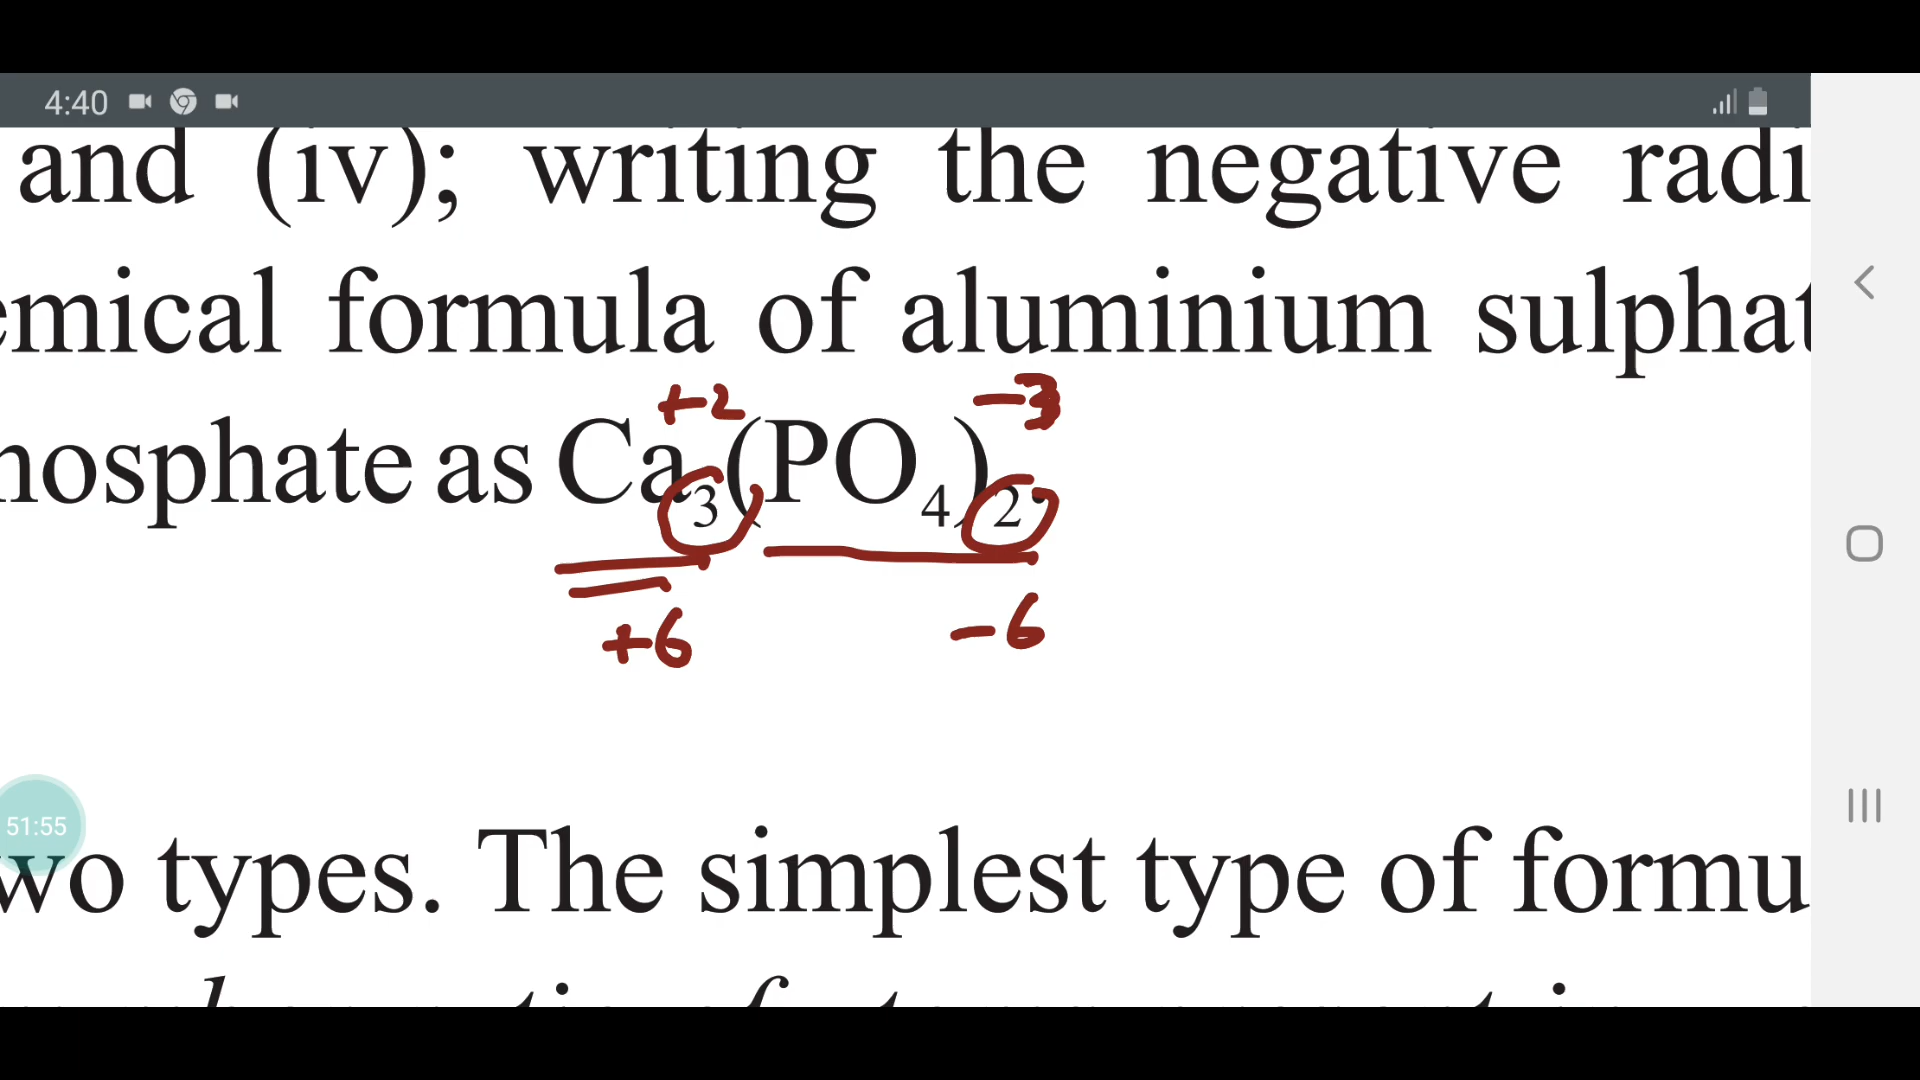 4:40
and (iv); writing the negative radi
emical formula of aluminium sulphat
+2 -3
hosphate as Ca3(PO4)2.
+6 -6
51:55
wo types. The simplest type of formu